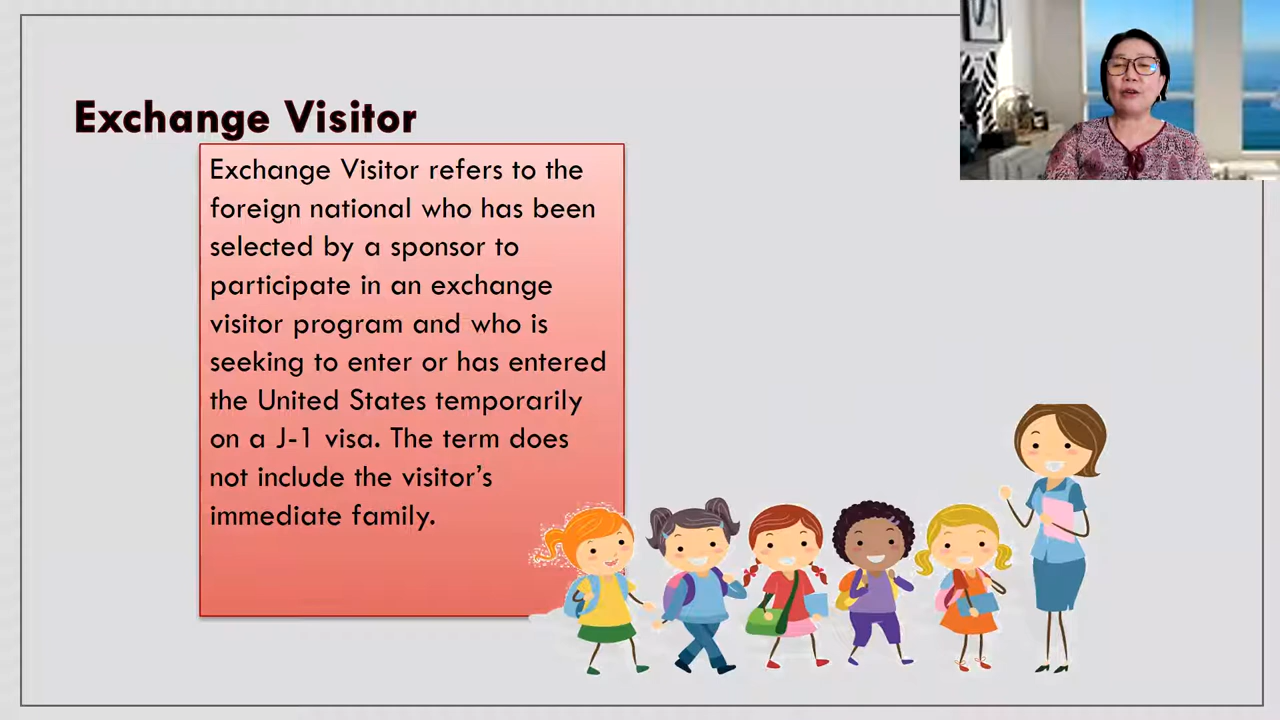 Exchange Visitor
Exchange Visitor refers to the
foreign national who has been
selected by a sponsor to
participate in an exchange
visitor program and who is
seeking to enter or has entered
the United States temporarily
on a J-1 visa. The term does
not include the visitor’s
immediate family.